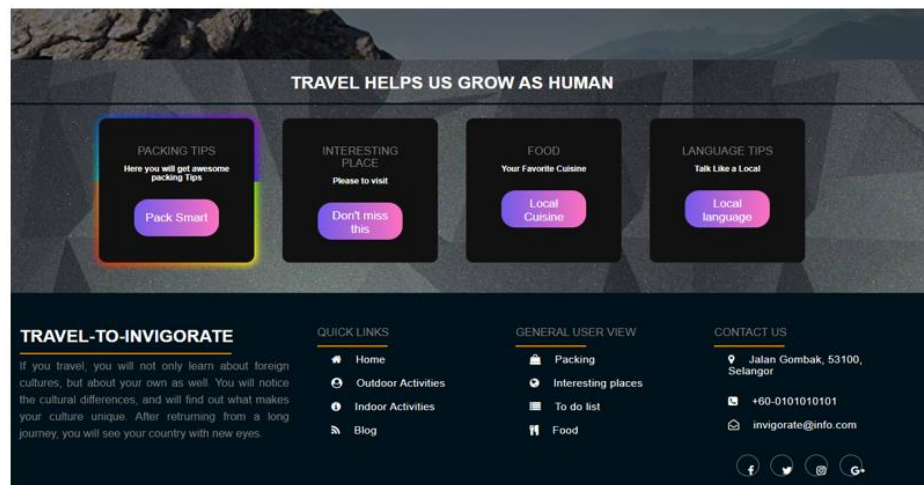 TRAVEL HELPS US GROW AS HUMAN
PACKING TIPS
Here you will get awesome
packing Tips
Pack Smart
INTERESTING
PLACE
Please to visit
Don't miss
this
FOOD
Your Favorite Cuisine
Local
Cuisine
LANGUAGE TIPS
Talk Like a Local
Local
language
TRAVEL-TO-INVIGORATE
If you travel, you will not only learn about foreign
cultures, but about your own as well. You will notice
the cultural differences, and will find out what makes
your culture unique. After retrurning from a long
journey, you will see your country with new eyes.
QUICK LINKS
Home
Outdoor Activities
Indoor Activities
Blog
GENERAL USER VIEW
Packing
Interesting places
To do list
Food
CONTACT US
Jalan Gombak, 53100,
Selangor
+60-0101010101
invigorate@info.com